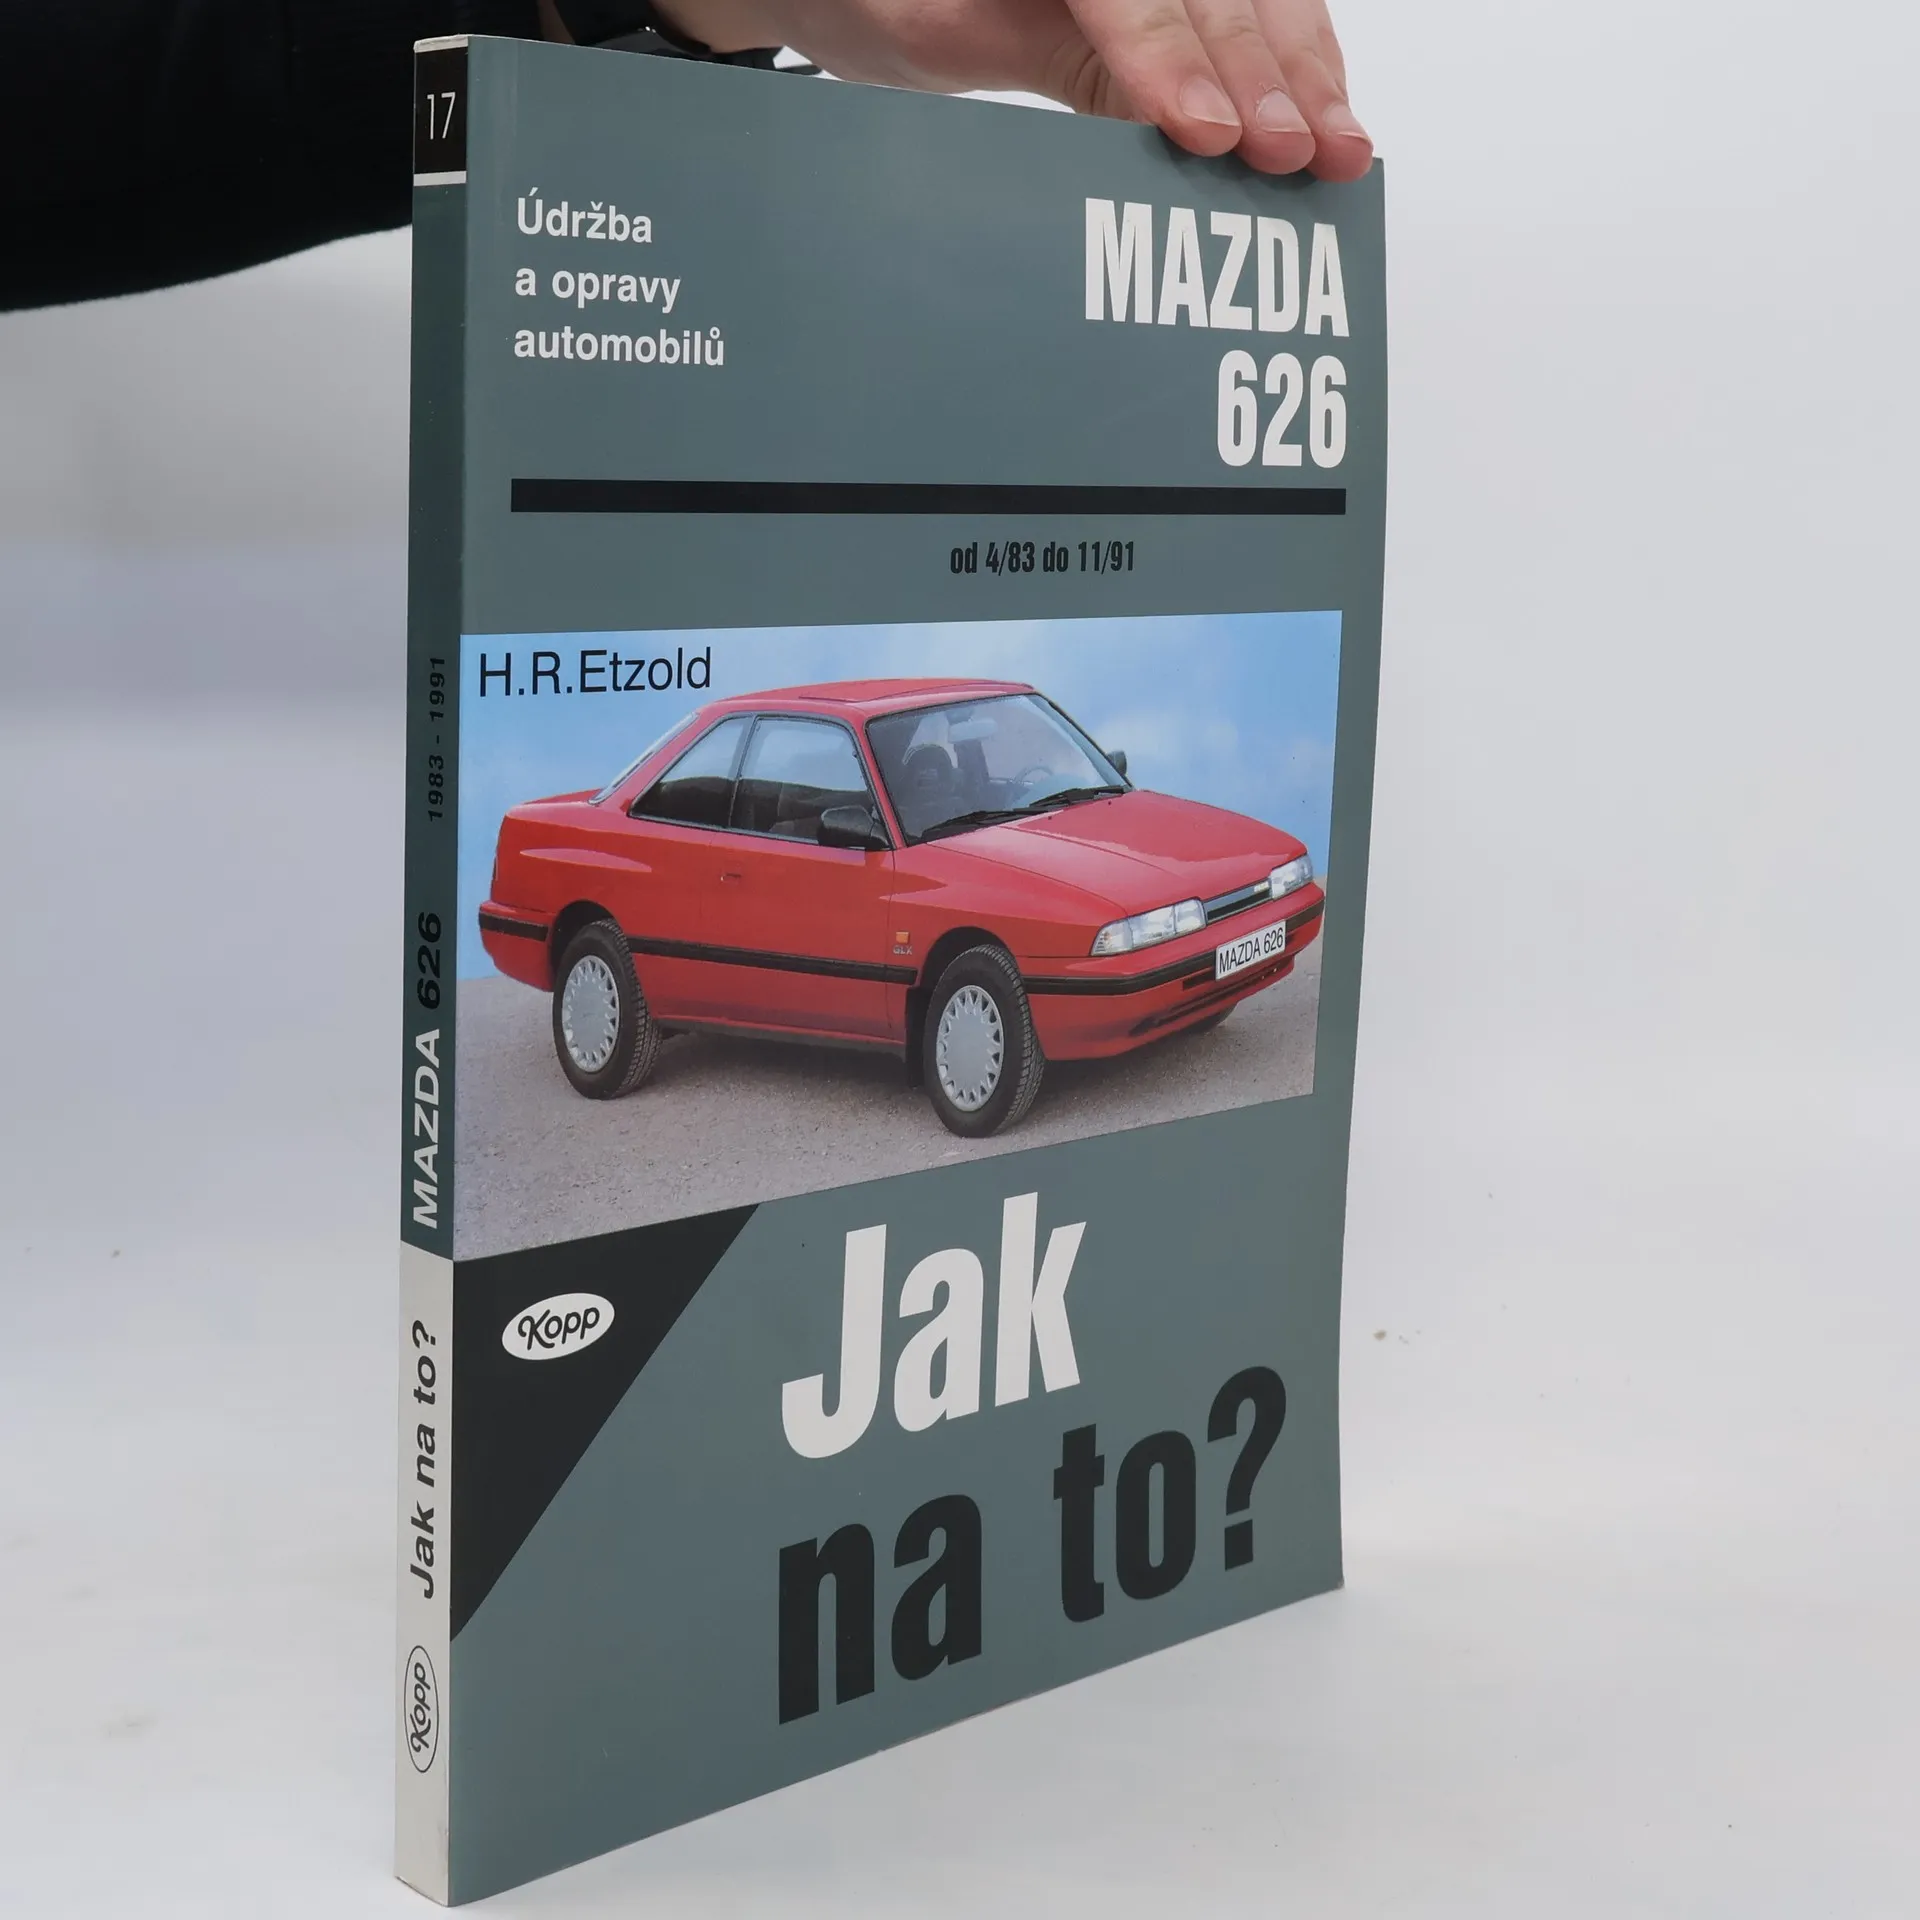 17
MAZDA 626 1983 - 1991
Jak na to?
Kopp
Údržba
a opravy
automobilů
MAZDA
626
od 4/83 do 11/91
H.R.Etzold
GLX
MAZDA 626
Kopp
Jak
na to?